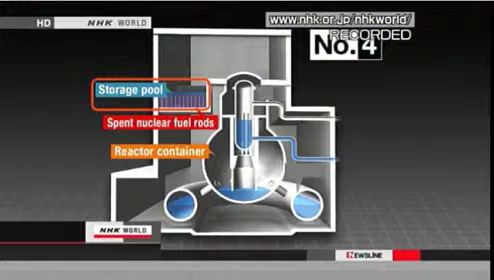 HD NHK WORLD
www.nhk.or.jp/nhkworld/
RECORDED
No.4
Storage pool
Spent nuclear fuel rods
Reactor container
NHK WORLD
NEWSLINE